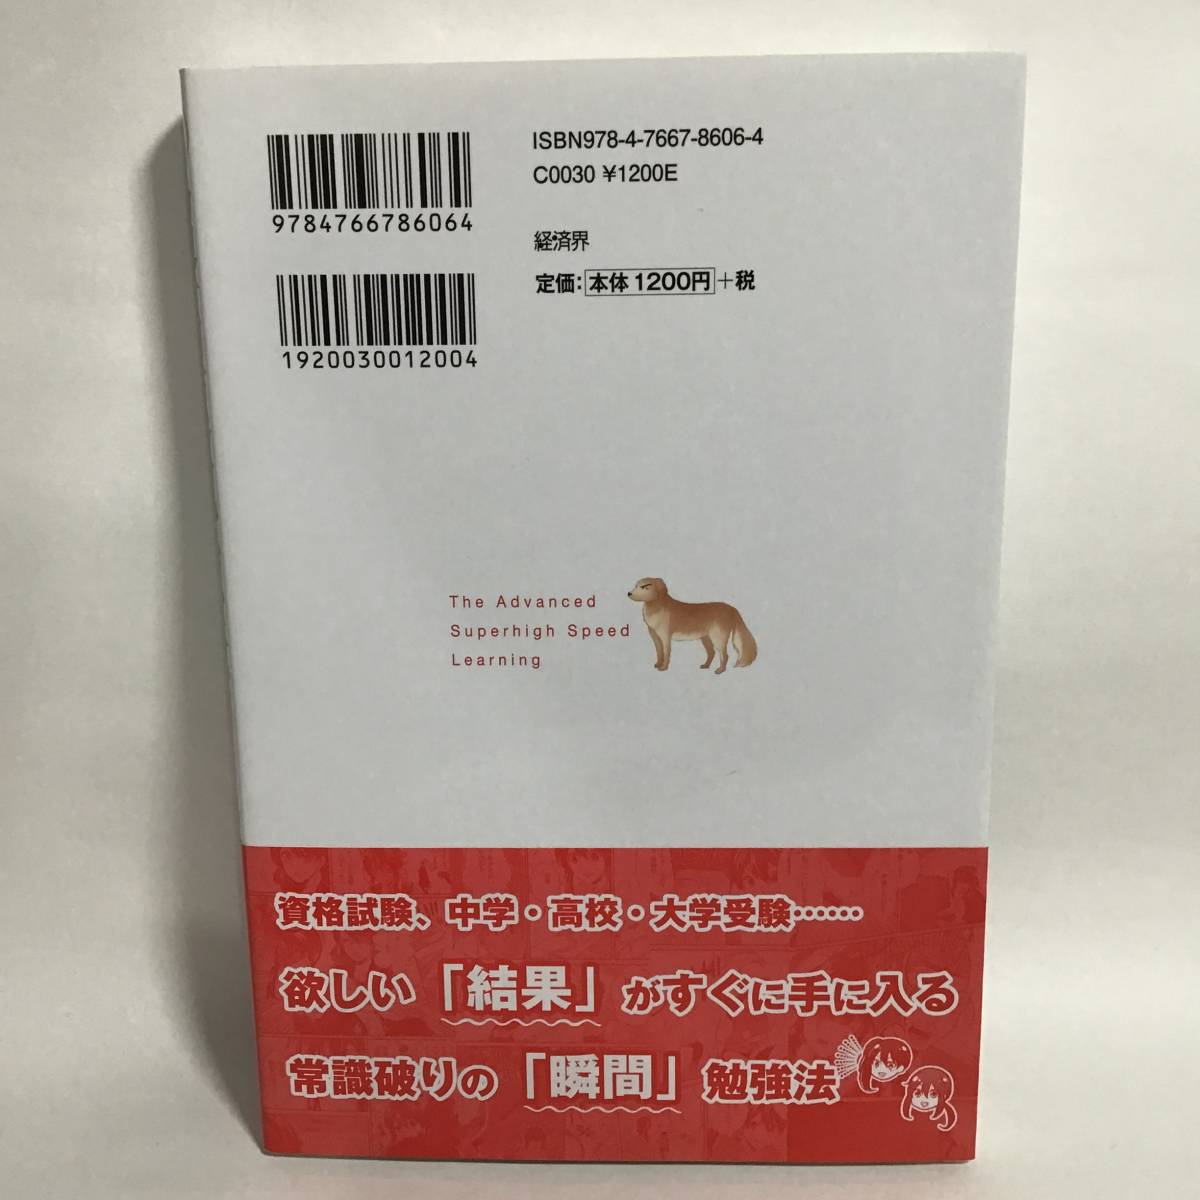 9784766786064
ISBN978-4-7667-8606-4
C0030 ¥1200E
経済界
定価：本体1200円＋税
1920030012004
The Advanced
Superhigh Speed
Learning
資格試験、中学・高校・大学受験……
欲しい「結果」がすぐに手に入る
常識破りの「瞬間」勉強法